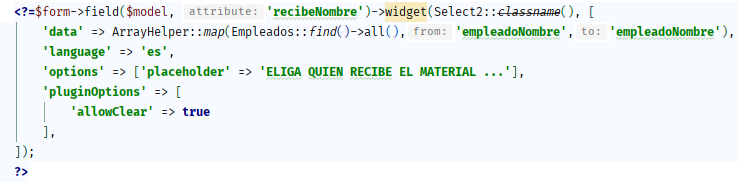 <?=$form->field($model, attribute: 'recibeNombre')->widget(Select2::classname(), [
'data' => ArrayHelper::map(Empleados::find()->all(), from: 'empleadoNombre', to: 'empleadoNombre'),
'language' => 'es',
'options' => ['placeholder' => 'ELIGA QUIEN RECIBE EL MATERIAL ...'],
'pluginOptions' => [
'allowClear' => true
],
]);
?>